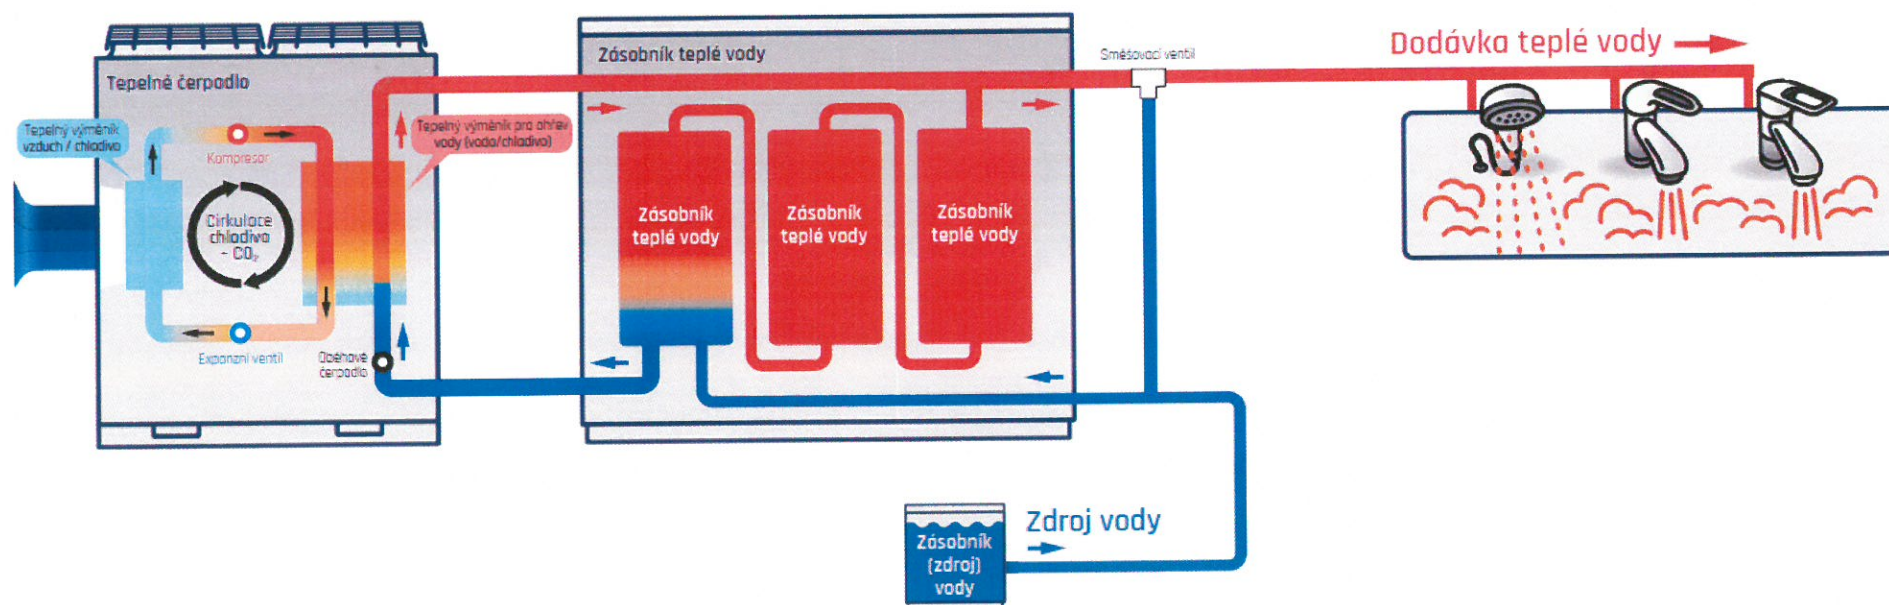 Tepelné čerpadlo
Tepelný výměník
vzduch / chladivo
Kompresor
Tepelný výměník pro ohřev
vody (voda/chladivo)
Cirkulace
chladiva
- CO₂
Expanzní ventil
Oběhové
čerpadlo
Zásobník teplé vody
Zásobník
teplé vody
Zásobník
teplé vody
Zásobník
teplé vody
Směšovací ventil
Dodávka teplé vody
Zdroj vody
Zásobník
(zdroj)
vody